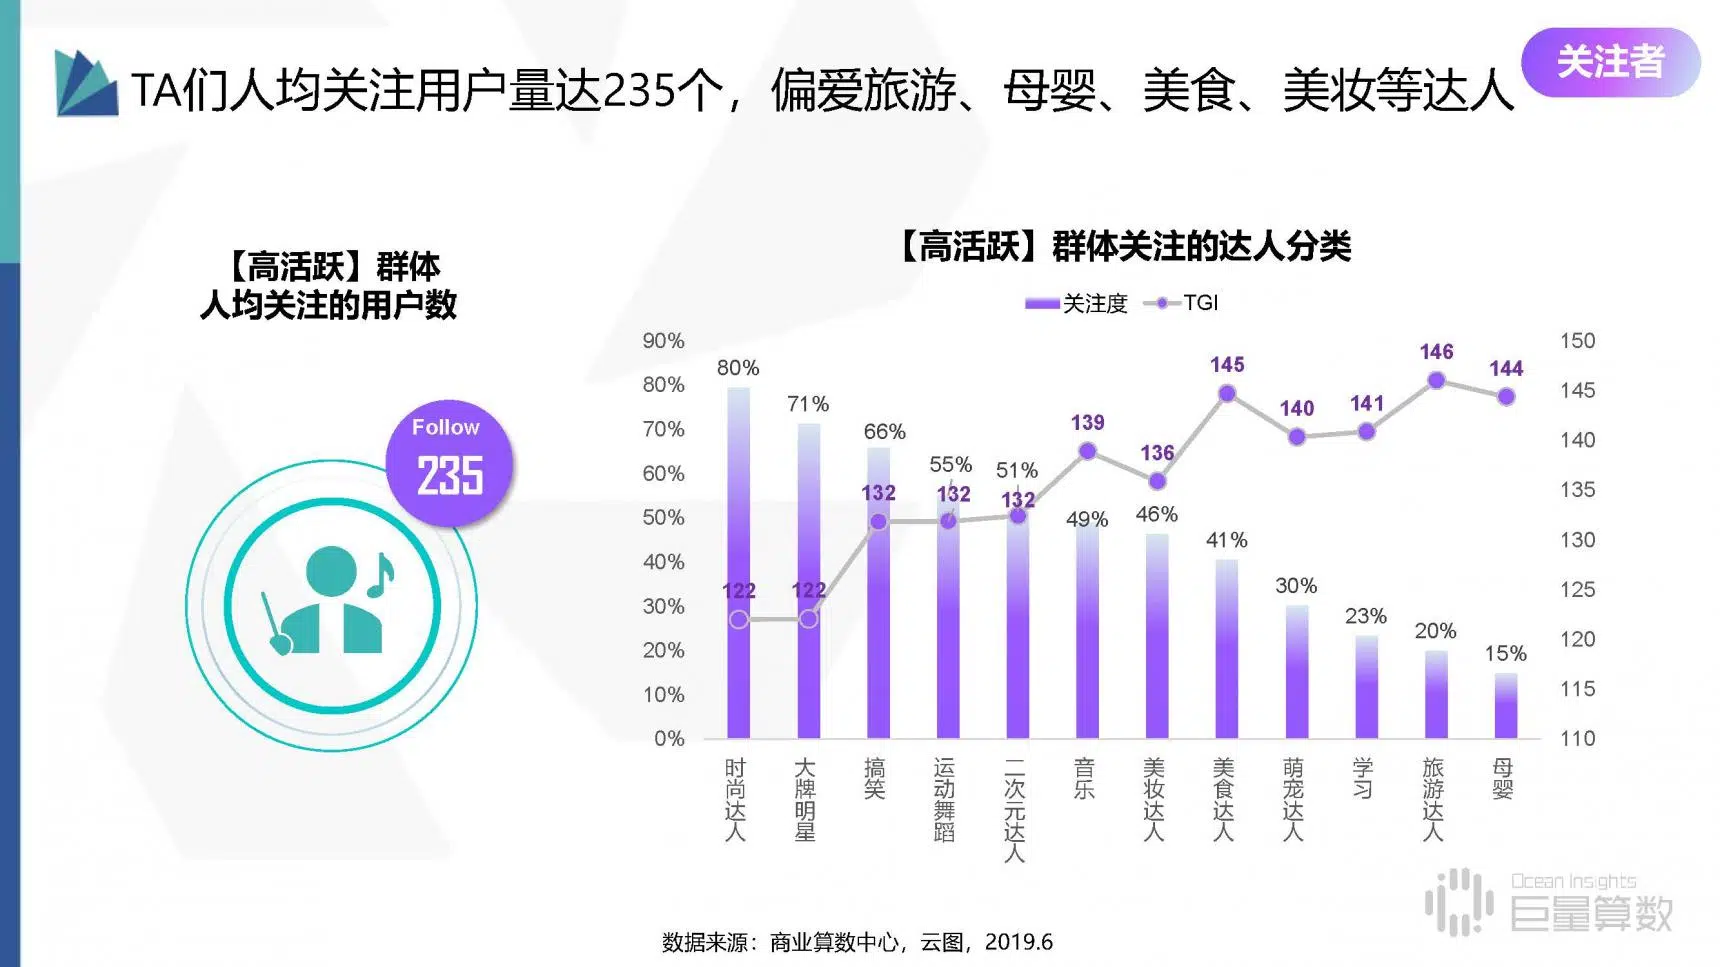 TA们人均关注用户量达235个，偏爱旅游、母婴、美食、美妆等达人
关注者
【高活跃】群体
人均关注的用户数
Follow
235
【高活跃】群体关注的达人分类
关注度 TGI
90%
80%
70%
60%
50%
40%
30%
20%
10%
0%
80%
71%
66%
55%
51%
49%
46%
41%
30%
23%
20%
15%
122
122
132
132
132
139
136
145
140
141
146
144
150
145
140
135
130
125
120
115
110
时尚达人
大牌明星
搞笑
运动舞蹈
二次元达人
音乐
美妆达人
美食达人
萌宠达人
学习
旅游达人
母婴
Ocean Insights
巨量算数
数据来源：商业算数中心，云图，2019.6